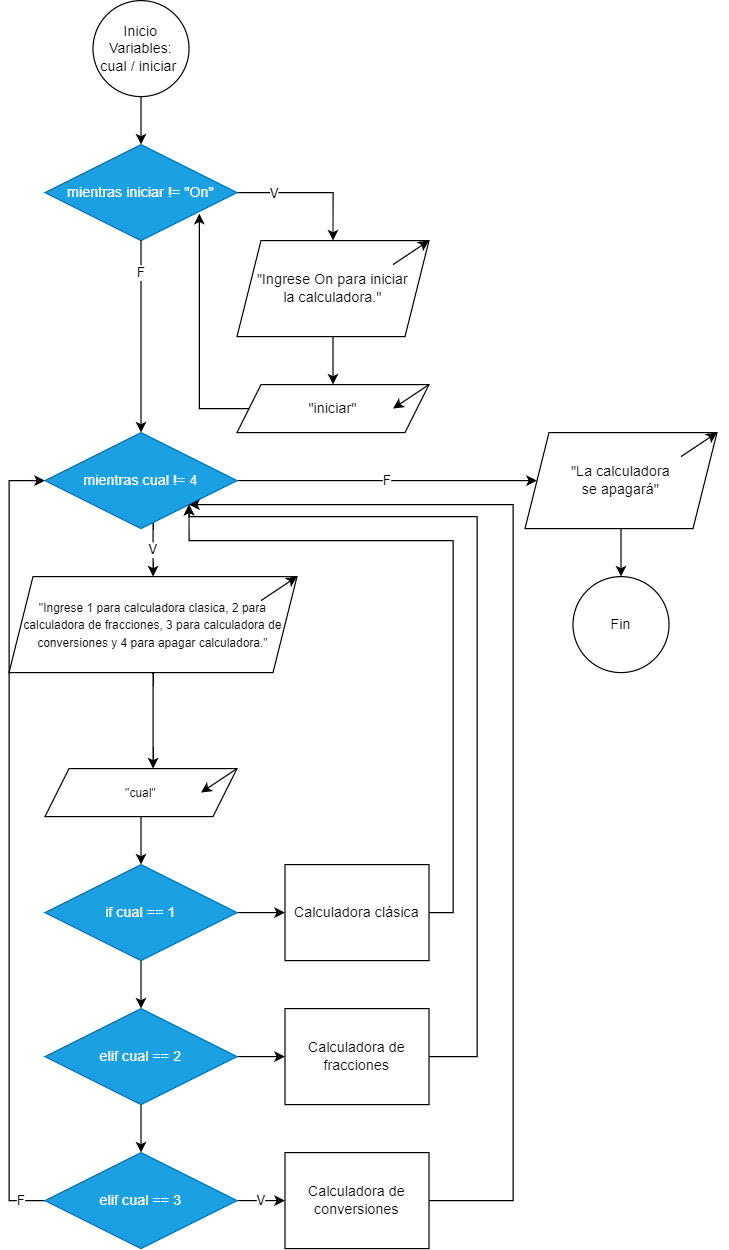 Inicio
Variables:
cual / iniciar
mientras iniciar != "On"
V
F
"Ingrese On para iniciar
la calculadora."
"iniciar"
mientras cual != 4
F
"La calculadora
se apagará"
V
"Ingrese 1 para calculadora clasica, 2 para
calculadora de fracciones, 3 para calculadora de
conversiones y 4 para apagar calculadora."
Fin
"cual"
if cual == 1
Calculadora clásica
elif cual == 2
Calculadora de
fracciones
F
elif cual == 3
V
Calculadora de
conversiones